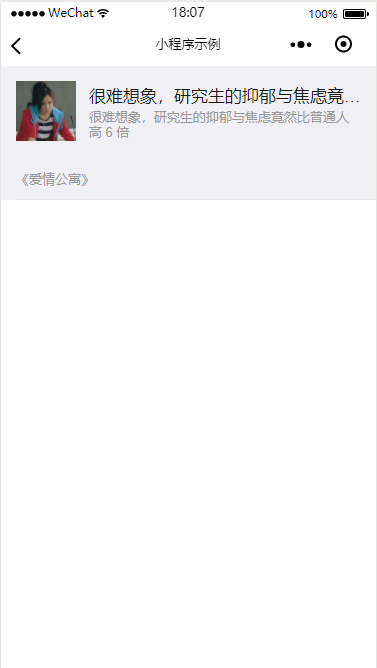 ●●●●● WeChat 18:07 100%
小程序示例
很难想象，研究生的抑郁与焦虑竟…
很难想象，研究生的抑郁与焦虑竟然比普通人
高 6 倍
《爱情公寓》